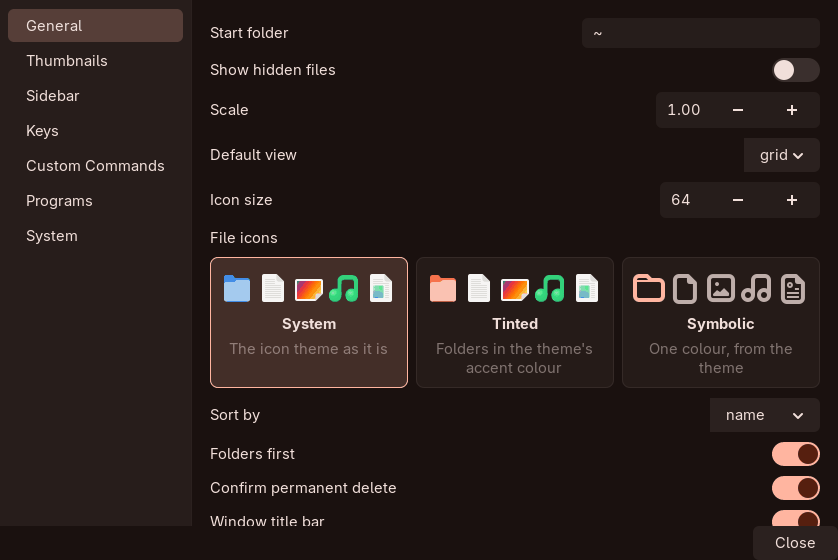 General
Thumbnails
Sidebar
Keys
Custom Commands
Programs
System
Start folder
~
Show hidden files
Scale
1.00
Default view
grid
Icon size
64
File icons
System
The icon theme as it is
Tinted
Folders in the theme's
accent colour
Symbolic
One colour, from the
theme
Sort by
name
Folders first
Confirm permanent delete
Window title bar
Close